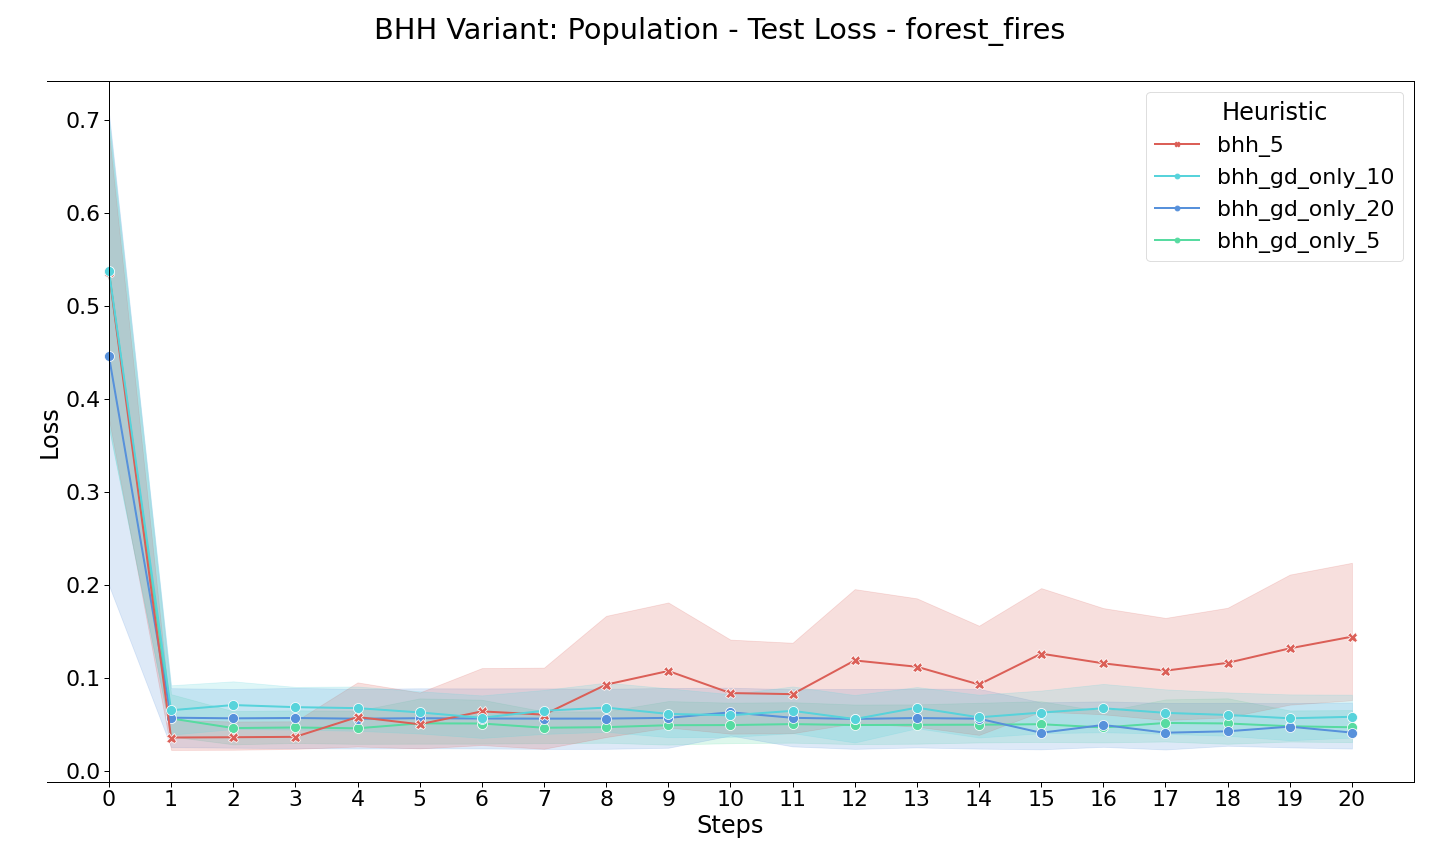 BHH Variant: Population - Test Loss - forest_fires
Heuristic
bhh_5
bhh_gd_only_10
bhh_gd_only_20
bhh_gd_only_5
Loss
0.7
0.6
0.5
0.4
0.3
0.2
0.1
0.0
0 1 2 3 4 5 6 7 8 9 10 11 12 13 14 15 16 17 18 19 20
Steps